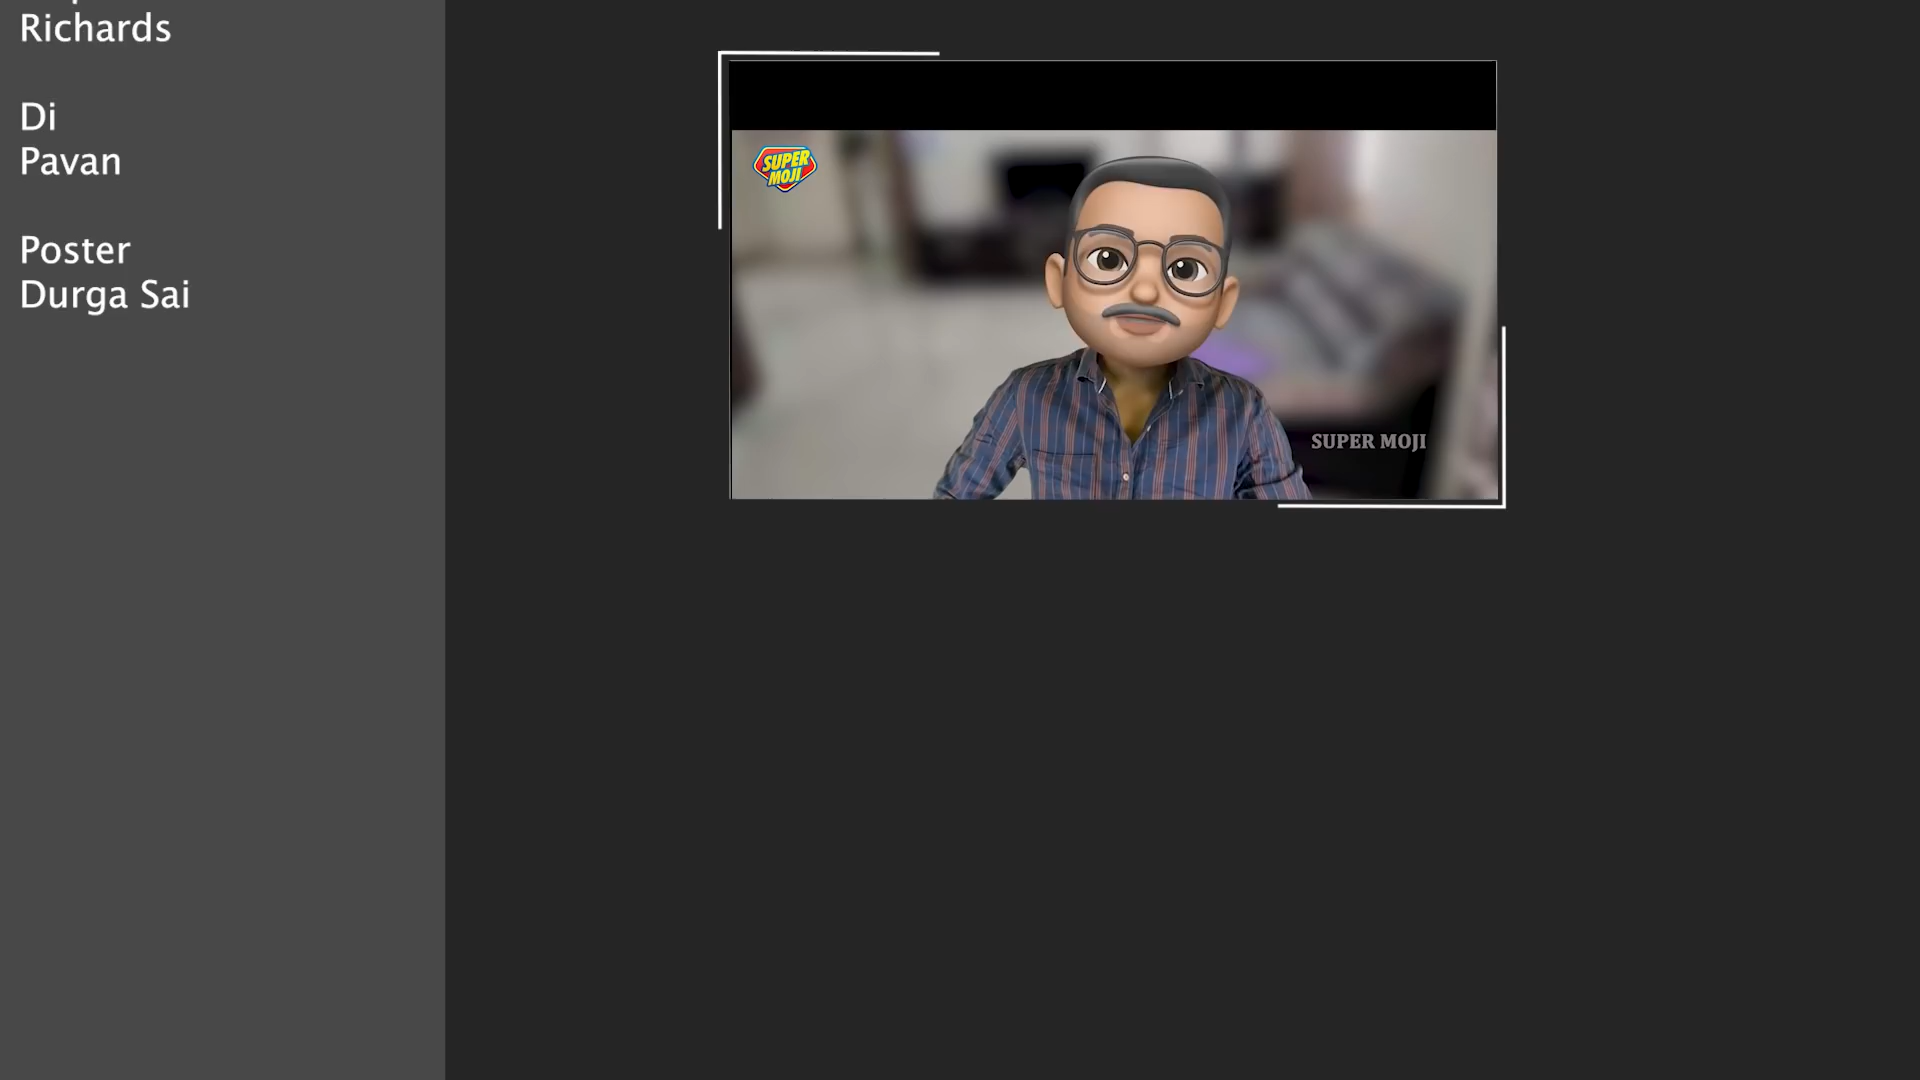 Richards
Di
Pavan
Poster
Durga Sai
SUPER
MOJI
SUPER MOJI